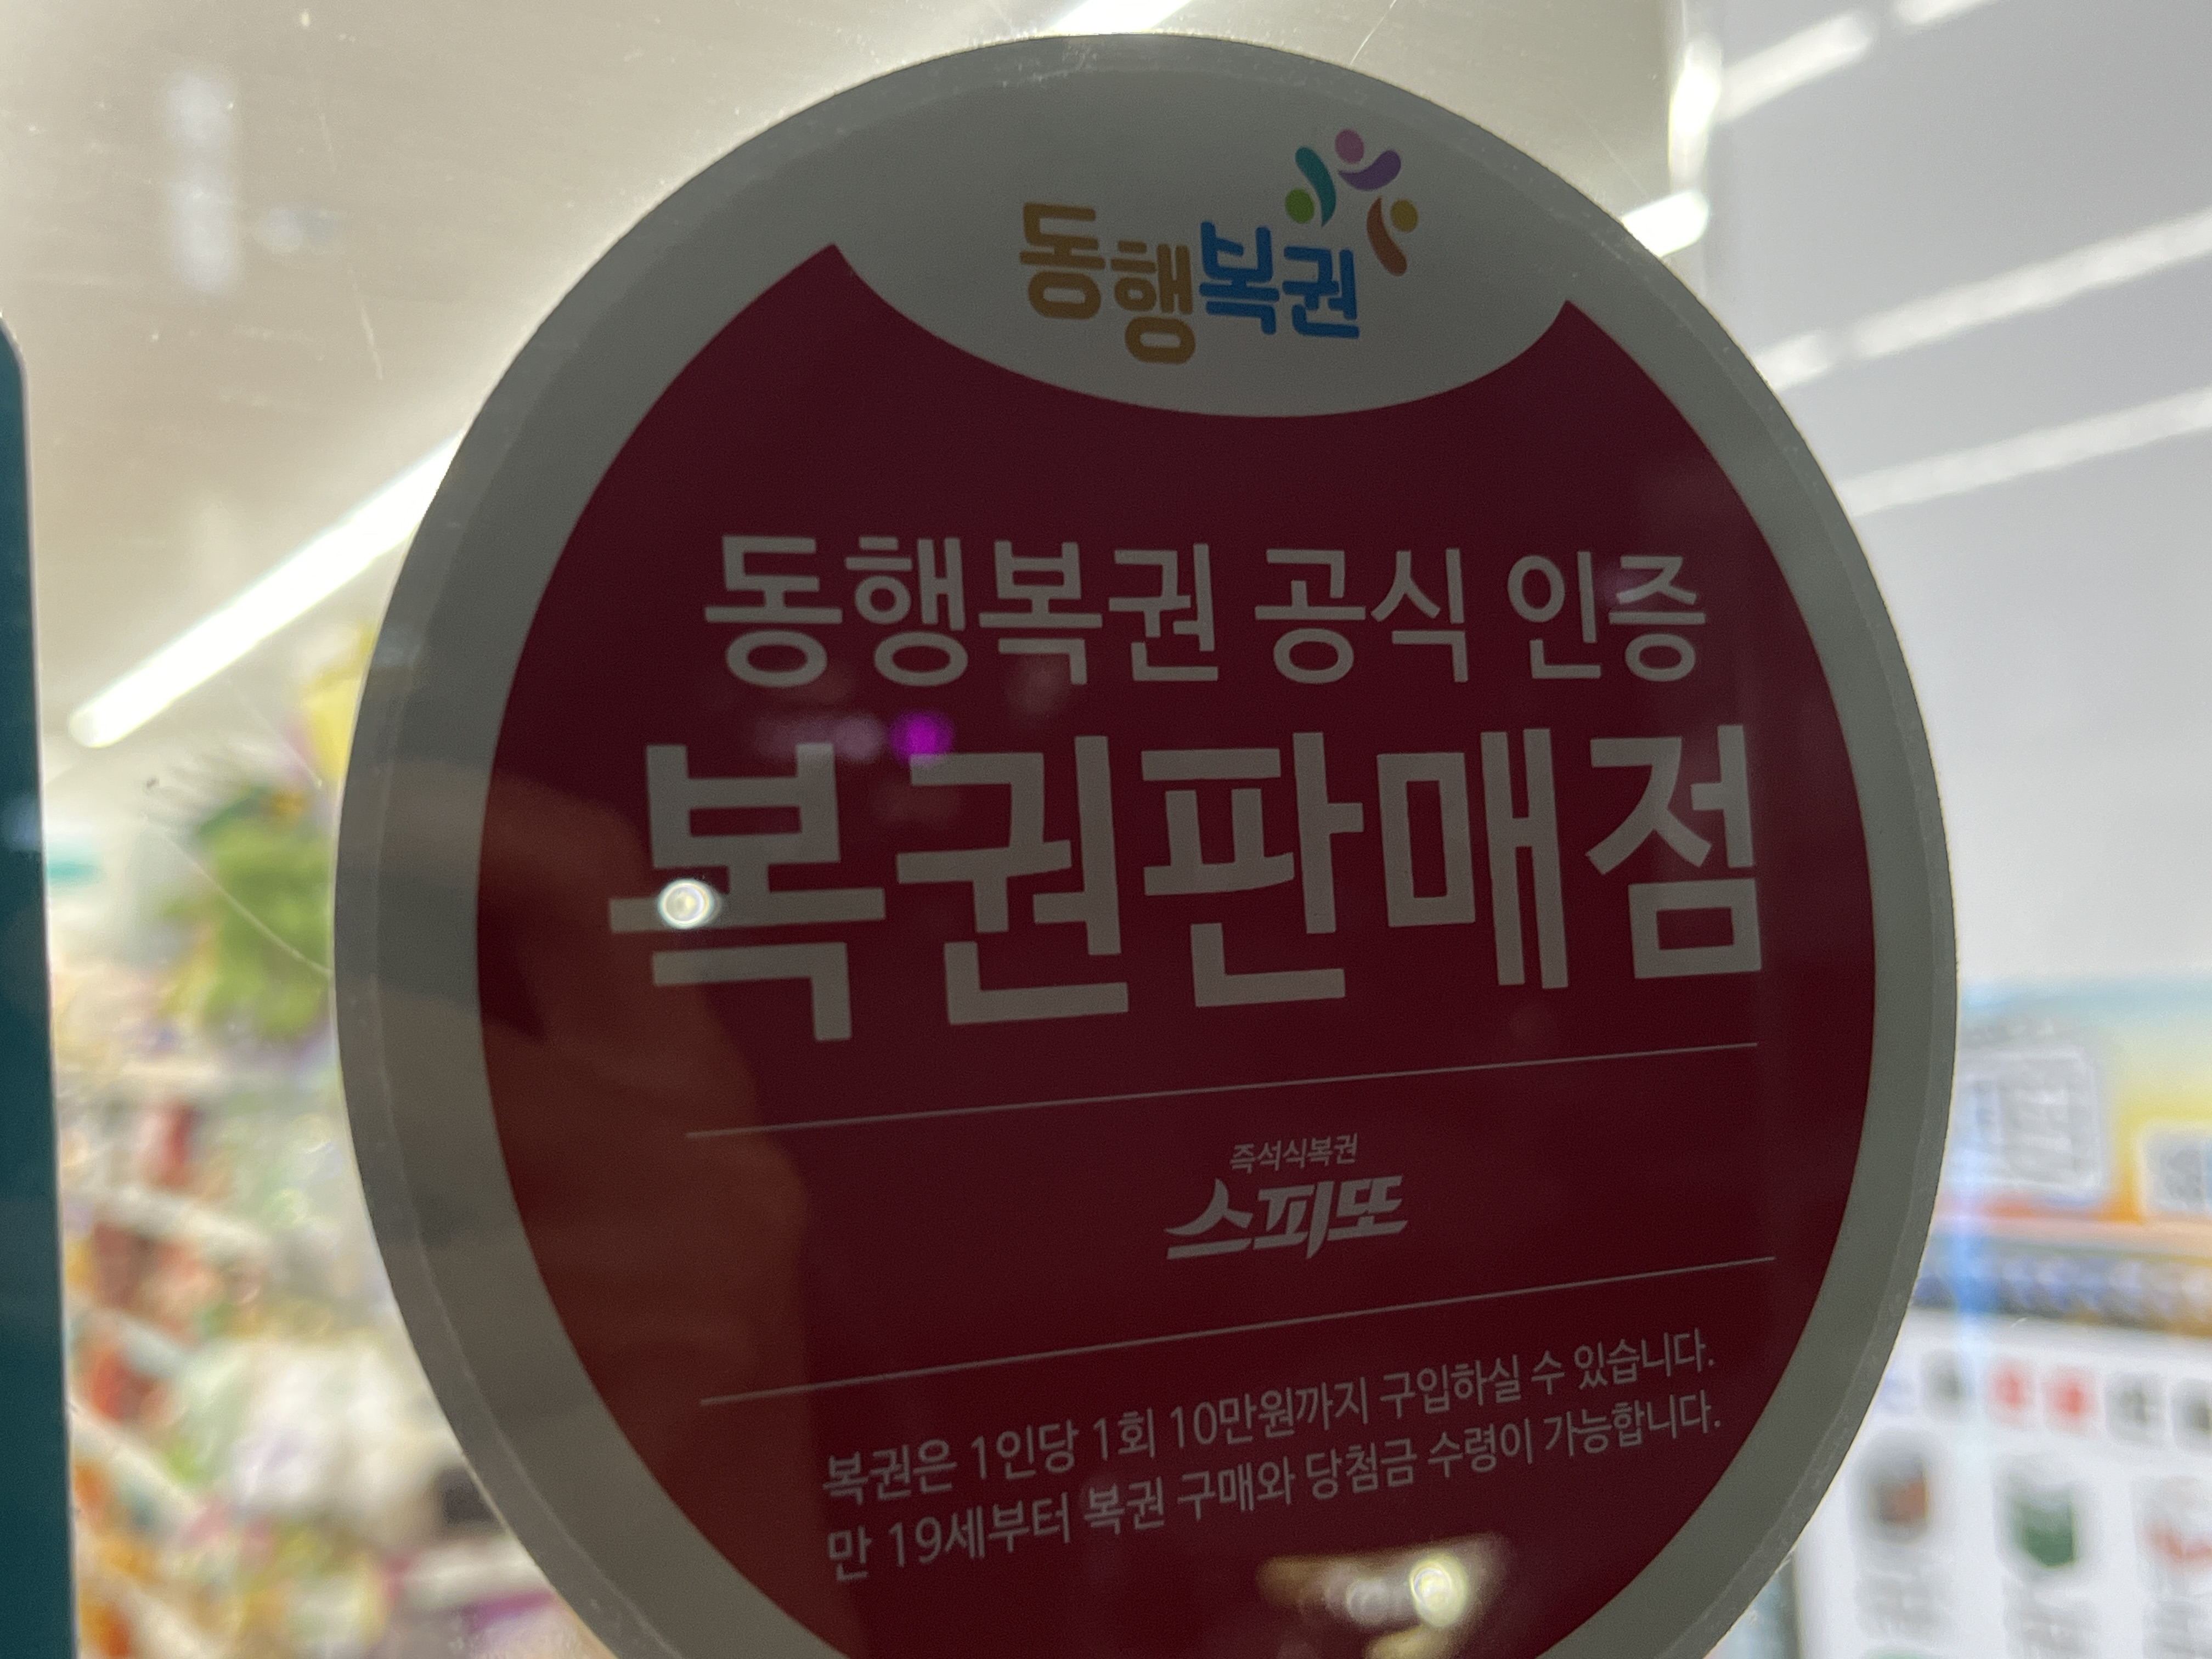 동행복권
동행복권 공식 인증
복권판매점
즉석식복권
스피또
복권은 1인당 1회 10만원까지 구입하실 수 있습니다.
만 19세부터 복권 구매와 당첨금 수령이 가능합니다.